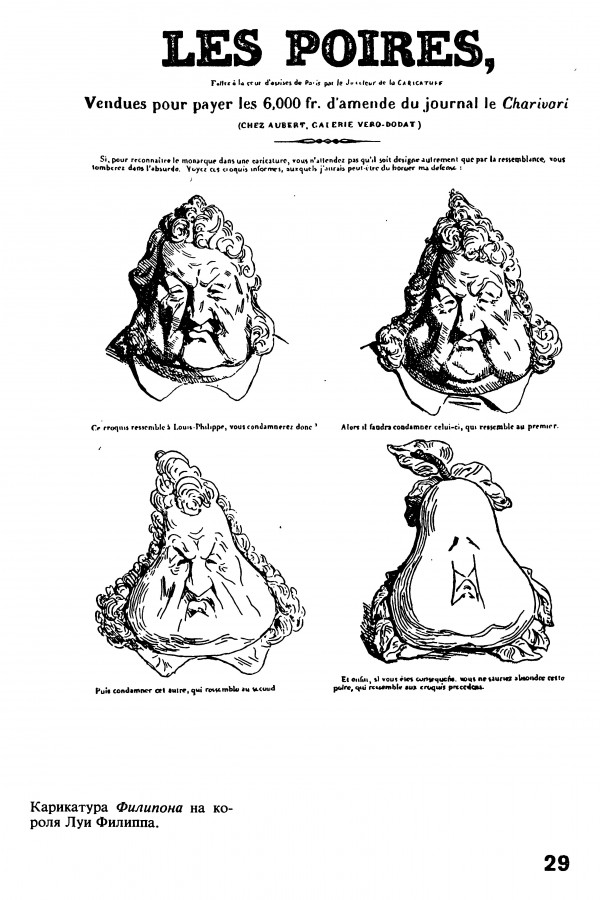 LES POIRES,
Faites à la cour d'assises de Paris par le Directeur de la CARICATURE
Vendues pour payer les 6,000 fr. d'amende du journal le Charivari
(CHEZ AUBERT, GALERIE VERO-DODAT)
Si, pour reconnaître le monarque dans une caricature, vous n'attendez pas qu'il soit désigné autrement que par la ressemblance, vous
tomberez dans l'absurde. Voyez ces croquis informes, auxquels j'aurais peut-être dû borner ma défense :
Ce croquis ressemble à Louis-Philippe, vous condamnerez donc ?
Alors il faudra condamner celui-ci, qui ressemble au premier.
Puis condamner cet autre, qui ressemble au second
Et enfin, si vous êtes conséquens, vous ne sauriez absoudre cette
poire, qui ressemble aux croquis précédens.
Карикатура Филипона на ко-
роля Луи Филиппа.
29